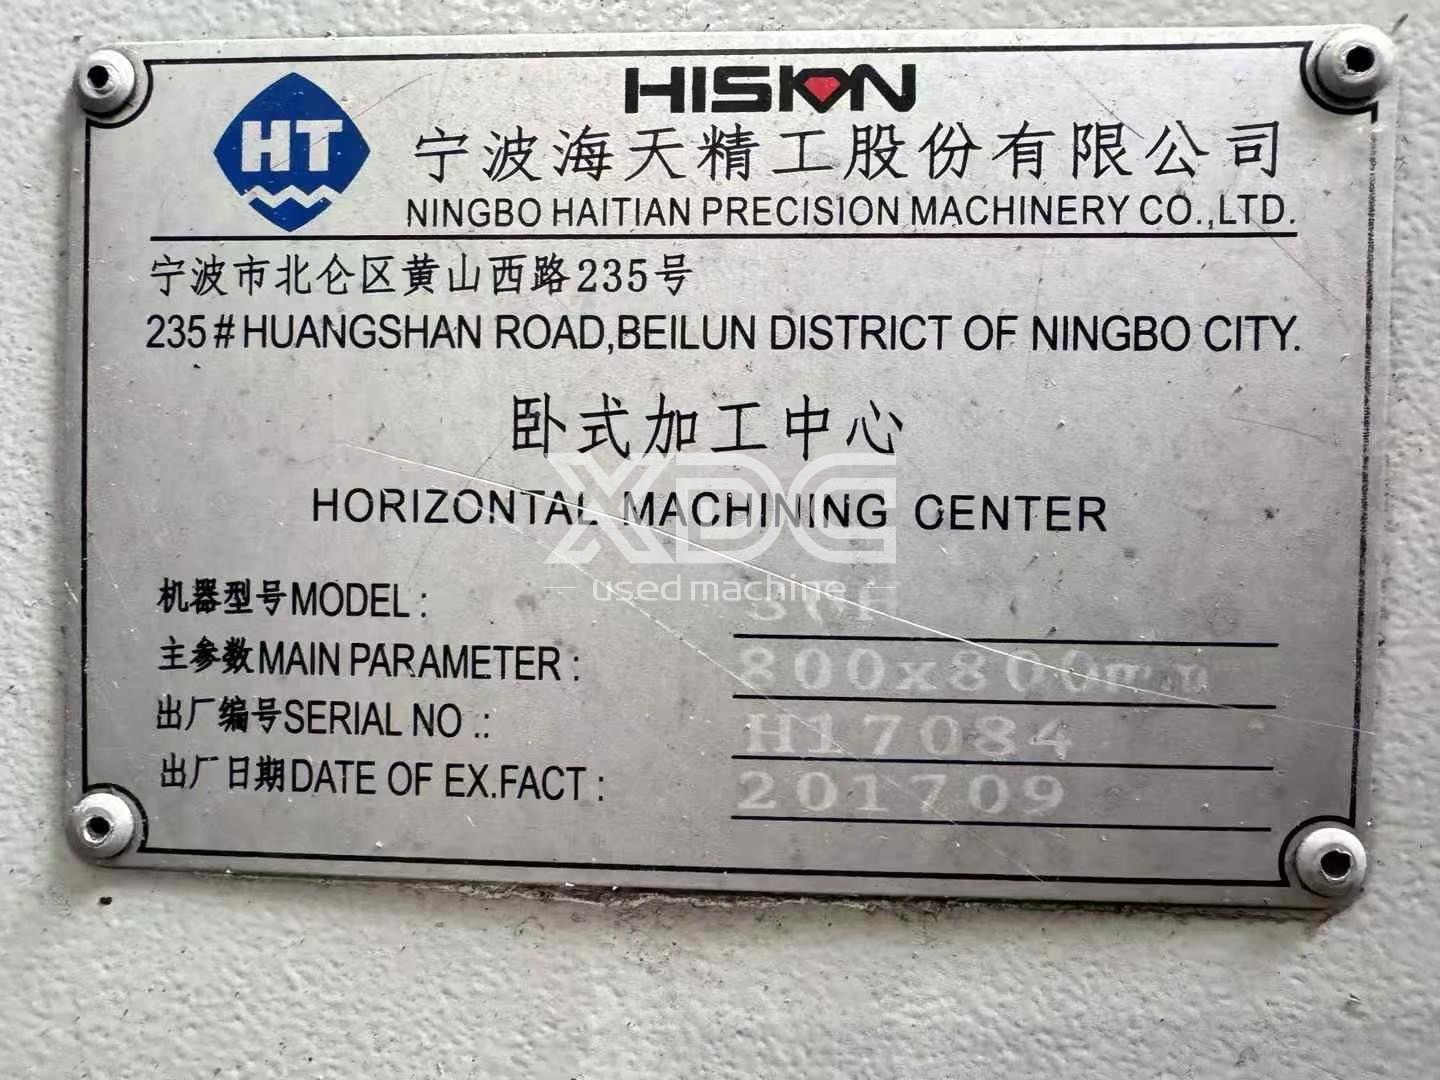 HT
HISION
宁波海天精工股份有限公司
NINGBO HAITIAN PRECISION MACHINERY CO.,LTD.
宁波市北仑区黄山西路235号
235#HUANGSHAN ROAD,BEILUN DISTRICT OF NINGBO CITY.
卧式加工中心
HORIZONTAL MACHINING CENTER
XDC
used machine
机器型号MODEL:
主参数MAIN PARAMETER: 800x800mm
出厂编号SERIAL NO.: H17084
出厂日期DATE OF EX.FACT: 201709